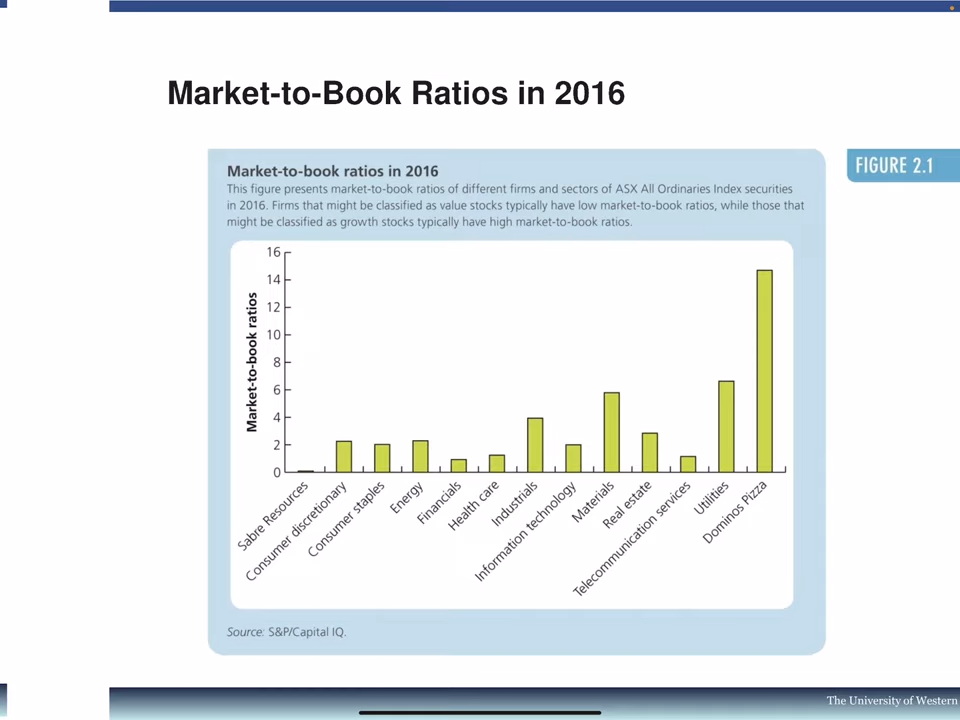 Market-to-Book Ratios in 2016
FIGURE 2.1
Market-to-book ratios in 2016
This figure presents market-to-book ratios of different firms and sectors of ASX All Ordinaries Index securities
in 2016. Firms that might be classified as value stocks typically have low market-to-book ratios, while those that
might be classified as growth stocks typically have high market-to-book ratios.
Market-to-book ratios
16
14
12
10
8
6
4
2
0
Sabre Resources
Consumer discretionary
Consumer staples
Energy
Financials
Health care
Industrials
Information technology
Materials
Real estate
Telecommunication services
Utilities
Dominos Pizza
Source: S&P/Capital IQ.
The University of Western